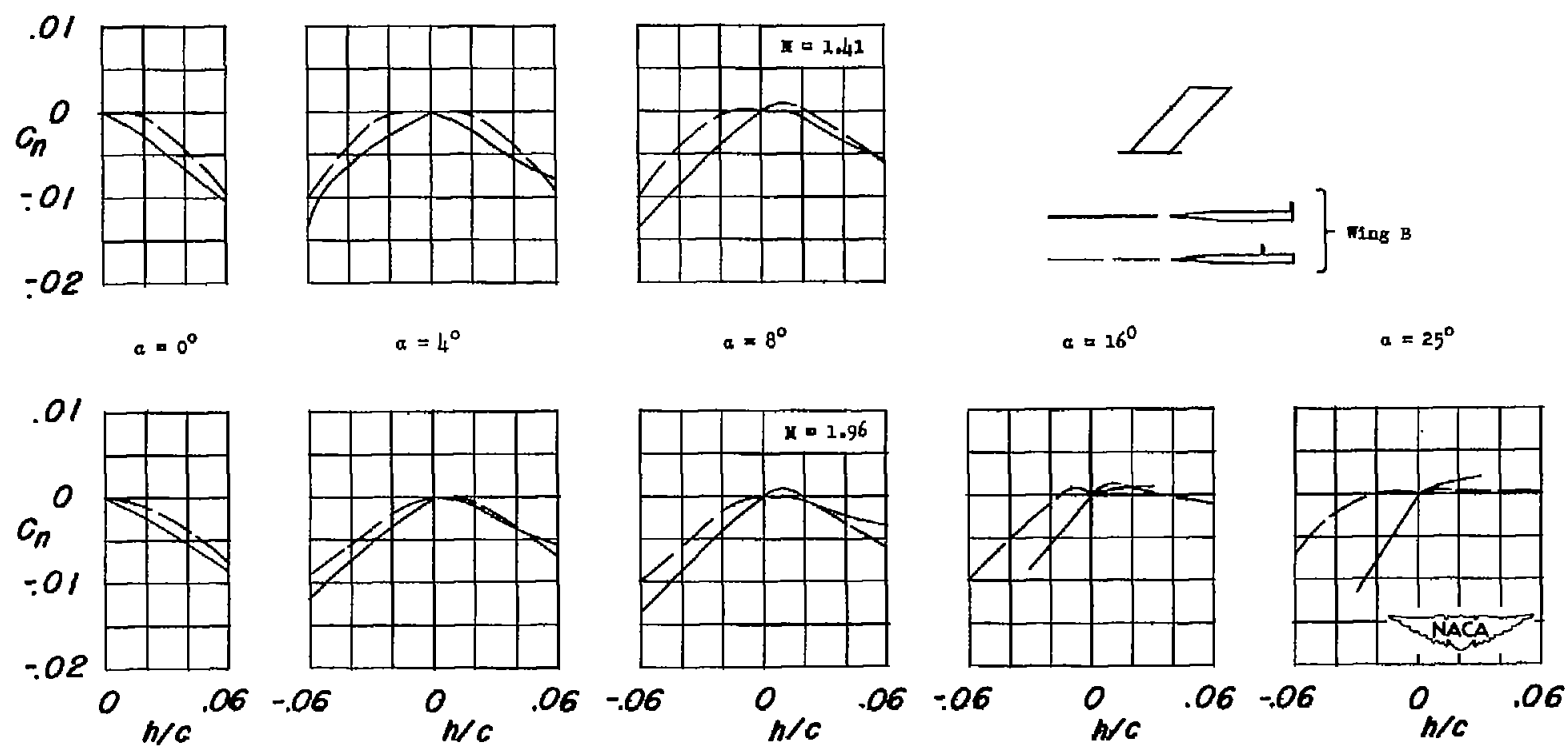 .01
0
Cn
-.01
-.02
M = 1.41
Wing B
α = 0°
α = 4°
α = 8°
α = 16°
α = 25°
.01
0
Cn
-.01
-.02
M = 1.96
NACA
0 .06
-.06 0 .06
-.06 0 .06
-.06 0 .06
-.06 0 .06
h/c
h/c
h/c
h/c
h/c